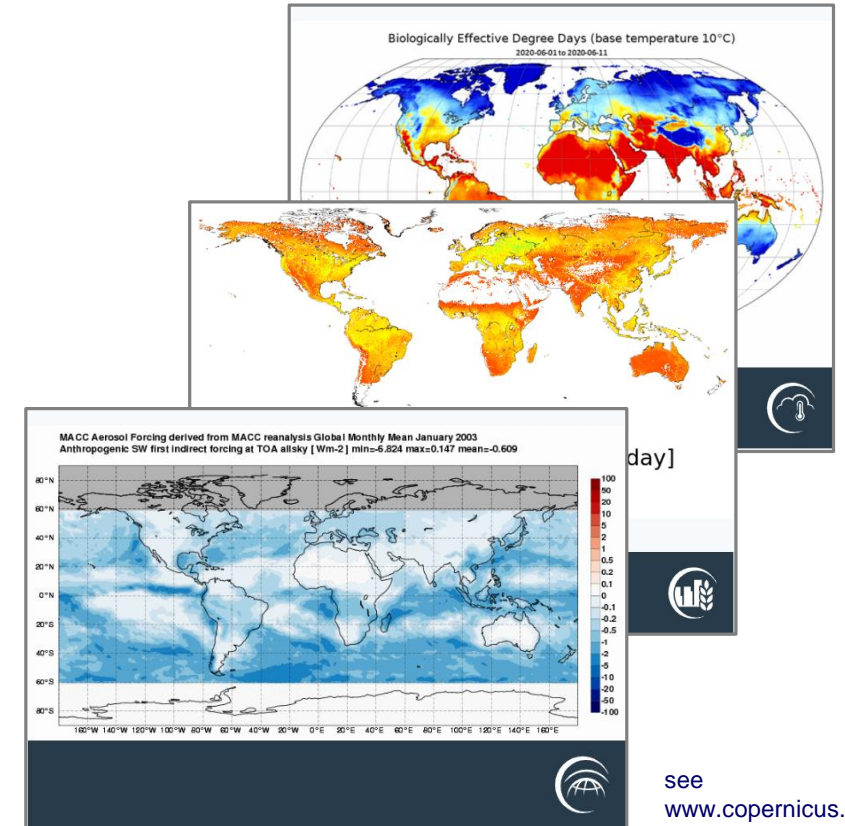 Biologically Effective Degree Days (base temperature 10°C)
2020-06-01 to 2020-06-11
day]
MACC Aerosol Forcing derived from MACC reanalysis Global Monthly Mean January 2003
Anthropogenic SW first indirect forcing at TOA allsky [ Wm-2 ] min=-6.824 max=0.147 mean=-0.609
80°N
60°N
40°N
20°N
0°N
20°S
40°S
60°S
80°S
160°W 140°W 120°W 100°W 80°W 60°W 40°W 20°W 0°E 20°E 40°E 60°E 80°E 100°E 120°E 140°E 160°E
100
50
20
10
5
2
1
0.5
0.2
0.1
0
-0.1
-0.2
-0.5
-1
-2
-5
-10
-20
-50
-100
see
www.copernicus.